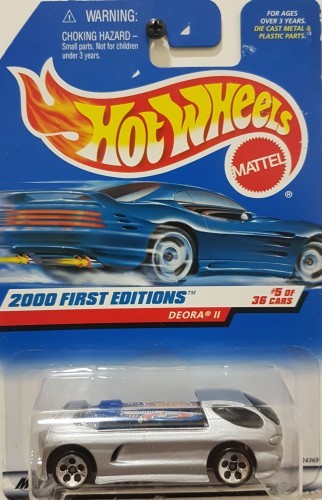 ⚠ WARNING:
CHOKING HAZARD –
Small parts. Not for children
under 3 years.
FOR AGES
OVER 3 YEARS.
DIE CAST METAL &
PLASTIC PARTS.
Hot Wheels
MATTEL
®
2000 FIRST EDITIONS™
#5 OF
36 CARS
DEORA® II